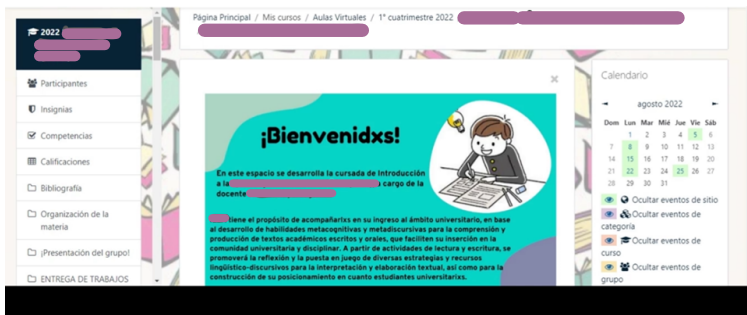 2022
Participantes
Insignias
Competencias
Calificaciones
Bibliografía
Organización de la
materia
¡Presentación del grupo!
ENTREGA DE TRABAJOS
Página Principal / Mis cursos / Aulas Virtuales / 1° cuatrimestre 2022
¡Bienvenidxs!
En este espacio se desarrolla la cursada de Introducción
a la a cargo de la
docente
tiene el propósito de acompañarlxs en su ingreso al ámbito universitario, en base
al desarrollo de habilidades metacognitivas y metadiscursivas para la comprensión y
producción de textos académicos escritos y orales, que faciliten su inserción en la
comunidad universitaria y disciplinar. A partir de actividades de lectura y escritura, se
promoverá la reflexión y la puesta en juego de diversas estrategias y recursos
lingüístico-discursivos para la interpretación y elaboración textual, así como para la
construcción de su posicionamiento en cuanto estudiantes universitarixs.
Calendario
◄ agosto 2022 ►
Dom Lun Mar Mié Jue Vie Sáb
1 2 3 4 5 6
7 8 9 10 11 12 13
14 15 16 17 18 19 20
21 22 23 24 25 26 27
28 29 30 31
Ocultar eventos de sitio
Ocultar eventos de
categoría
Ocultar eventos de
curso
Ocultar eventos de
grupo